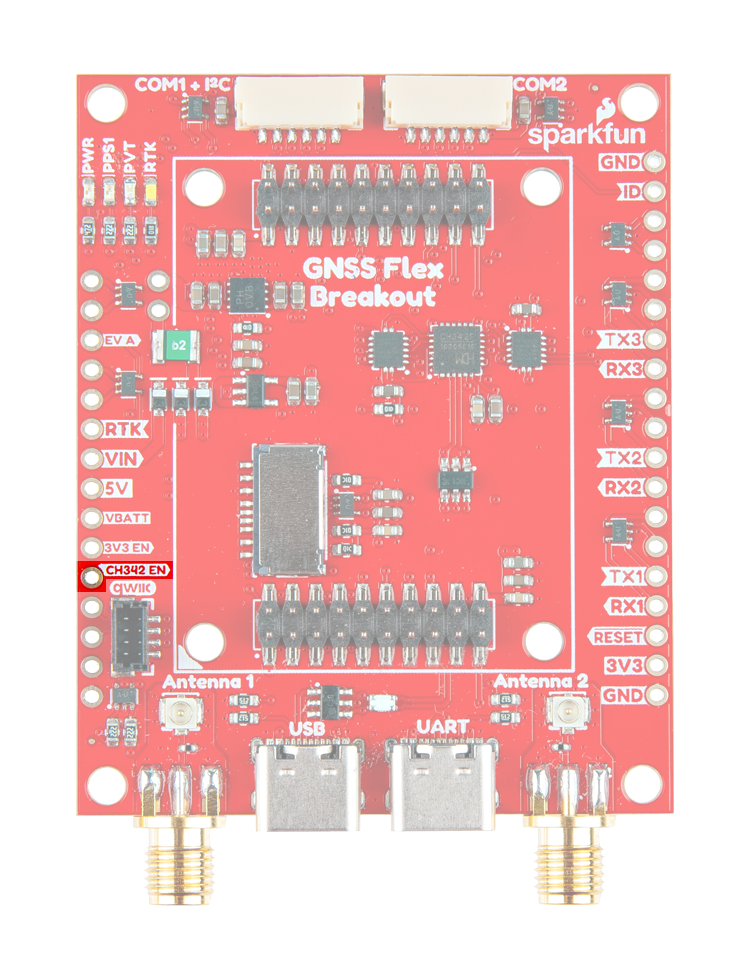 COM1 + I²C
COM2
sparkfun
PWR
PPS1
PVT
RTK
GND
ID
GNSS Flex
Breakout
EV A
b2
TX3
RX3
RTK
VIN
5V
VBATT
3V3 EN
CH342 EN
qwiic
TX2
RX2
TX1
RX1
RESET
3V3
GND
Antenna 1
Antenna 2
USB
UART